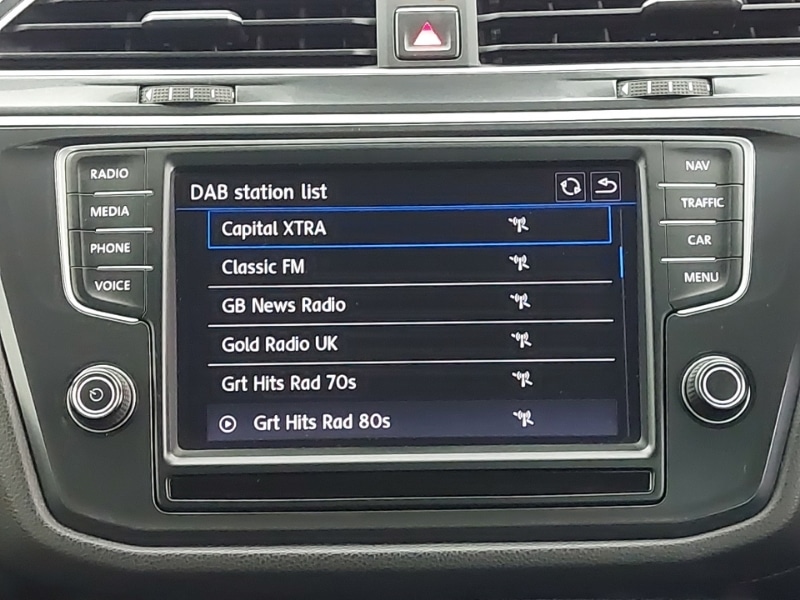 RADIO
MEDIA
PHONE
VOICE
DAB station list
Capital XTRA
Classic FM
GB News Radio
Gold Radio UK
Grt Hits Rad 70s
Grt Hits Rad 80s
NAV
TRAFFIC
CAR
MENU